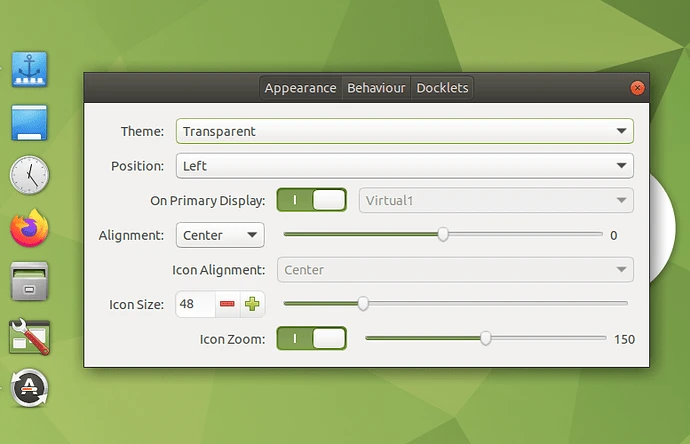 Appearance Behaviour Docklets
Theme: Transparent
Position: Left
On Primary Display: Virtual1
Alignment: Center 0
Icon Alignment: Center
Icon Size: 48
Icon Zoom: 150
A